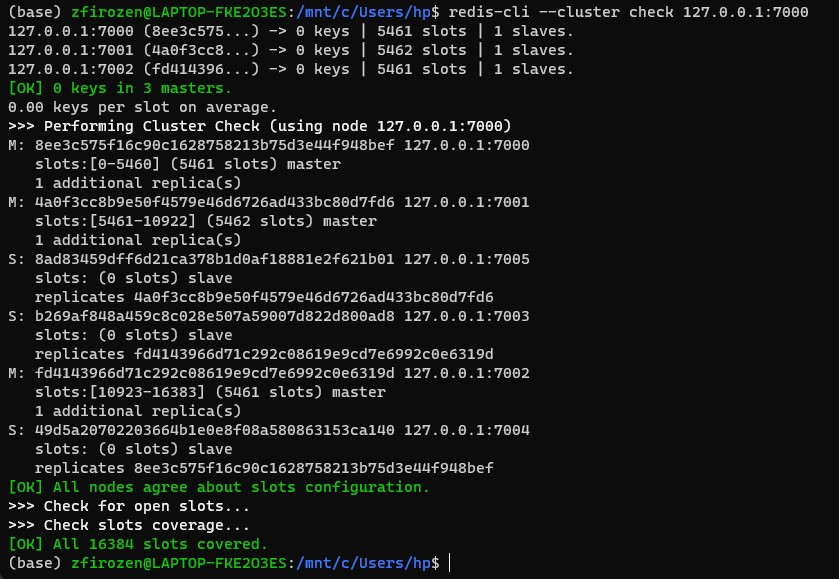 (base) zfirozen@LAPTOP-FKE2O3ES:/mnt/c/Users/hp$ redis-cli --cluster check 127.0.0.1:7000
127.0.0.1:7000 (8ee3c575...) -> 0 keys | 5461 slots | 1 slaves.
127.0.0.1:7001 (4a0f3cc8...) -> 0 keys | 5462 slots | 1 slaves.
127.0.0.1:7002 (fd414396...) -> 0 keys | 5461 slots | 1 slaves.
[OK] 0 keys in 3 masters.
0.00 keys per slot on average.
>>> Performing Cluster Check (using node 127.0.0.1:7000)
M: 8ee3c575f16c90c1628758213b75d3e44f948bef 127.0.0.1:7000
   slots:[0-5460] (5461 slots) master
   1 additional replica(s)
M: 4a0f3cc8b9e50f4579e46d6726ad433bc80d7fd6 127.0.0.1:7001
   slots:[5461-10922] (5462 slots) master
   1 additional replica(s)
S: 8ad83459dff6d21ca378b1d0af18881e2f621b01 127.0.0.1:7005
   slots: (0 slots) slave
   replicates 4a0f3cc8b9e50f4579e46d6726ad433bc80d7fd6
S: b269af848a459c8c028e507a59007d822d800ad8 127.0.0.1:7003
   slots: (0 slots) slave
   replicates fd4143966d71c292c08619e9cd7e6992c0e6319d
M: fd4143966d71c292c08619e9cd7e6992c0e6319d 127.0.0.1:7002
   slots:[10923-16383] (5461 slots) master
   1 additional replica(s)
S: 49d5a20702203664b1e0e8f08a580863153ca140 127.0.0.1:7004
   slots: (0 slots) slave
   replicates 8ee3c575f16c90c1628758213b75d3e44f948bef
[OK] All nodes agree about slots configuration.
>>> Check for open slots...
>>> Check slots coverage...
[OK] All 16384 slots covered.
(base) zfirozen@LAPTOP-FKE2O3ES:/mnt/c/Users/hp$